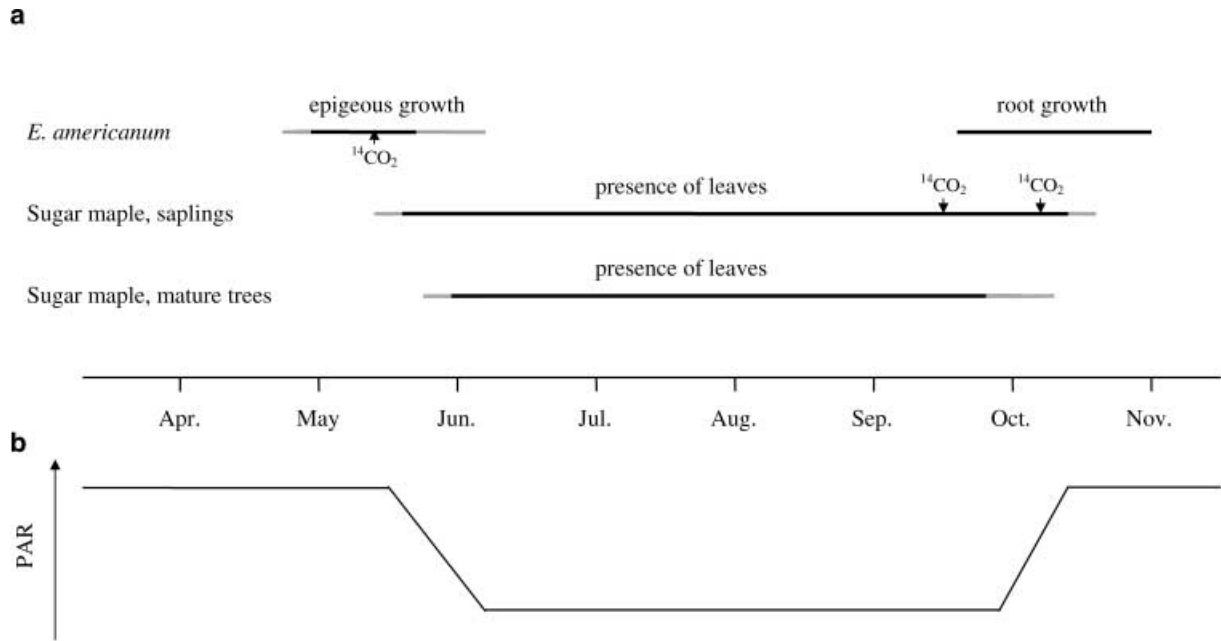 a
epigeous growth root growth
E. americanum
¹⁴CO₂
presence of leaves ¹⁴CO₂ ¹⁴CO₂
Sugar maple, saplings
presence of leaves
Sugar maple, mature trees
Apr. May Jun. Jul. Aug. Sep. Oct. Nov.
b
PAR